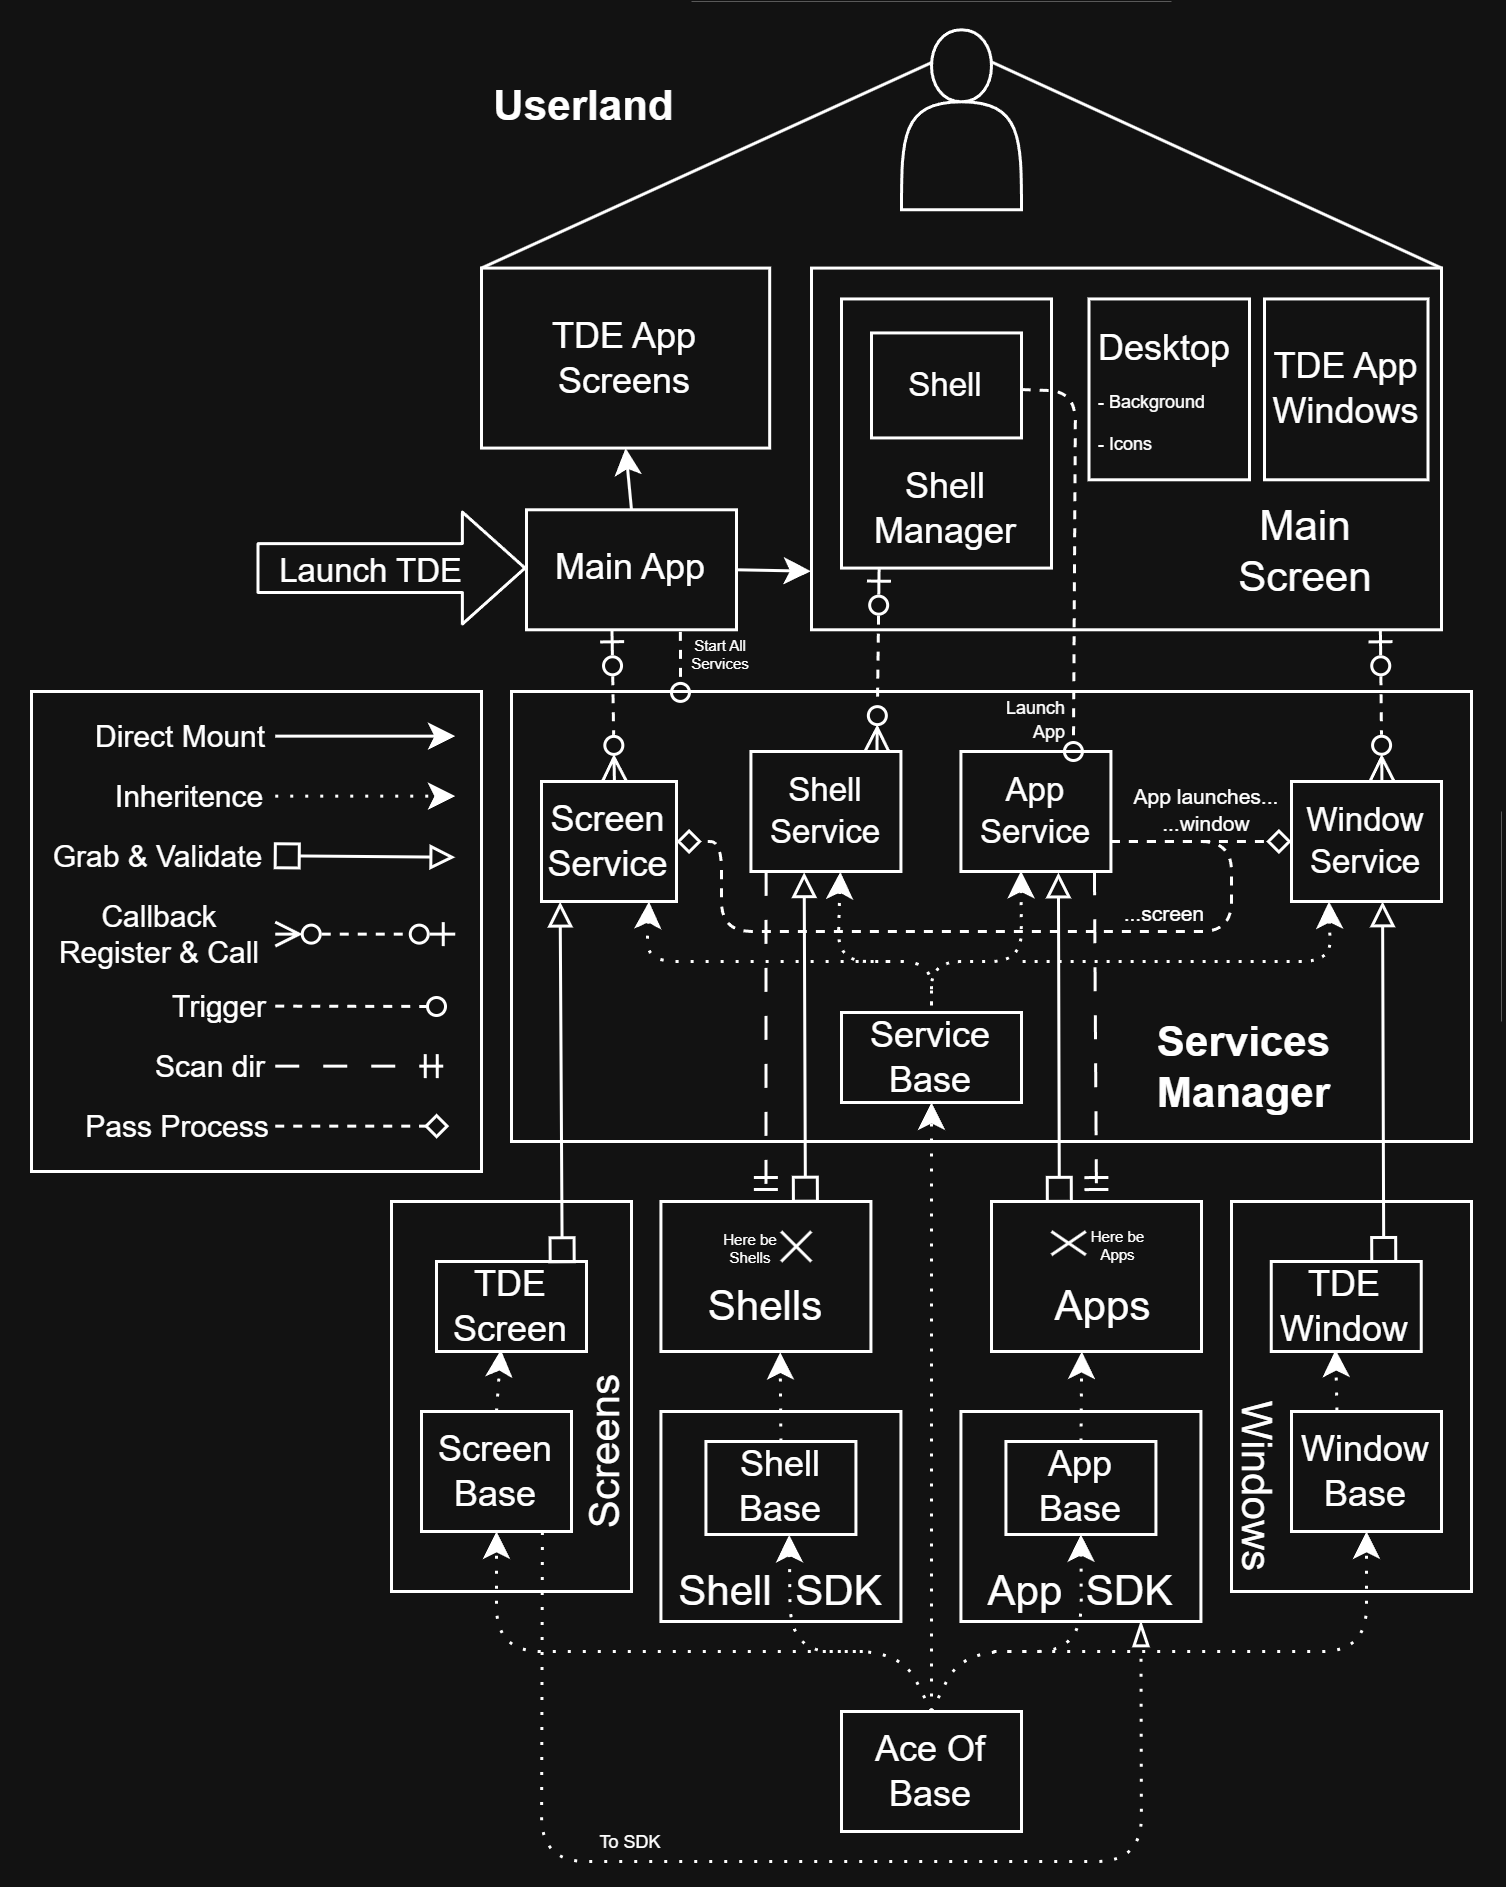 Userland
TDE App
Screens
Shell
Shell
Manager
Desktop
- Background
- Icons
TDE App
Windows
Main
Screen
Launch TDE
Main App
Start All
Services
Direct Mount
Inheritence
Grab & Validate
Callback
Register & Call
Trigger
Scan dir
Pass Process
Launch
App
Screen
Service
Shell
Service
App
Service
App launches...
...window
...screen
Window
Service
Service
Base
Services
Manager
TDE
Screen
Screen
Base
Screens
Here be
Shells
Shells
Shell
Base
Shell SDK
Here be
Apps
Apps
App
Base
App SDK
TDE
Window
Window
Base
Windows
Ace Of
Base
To SDK